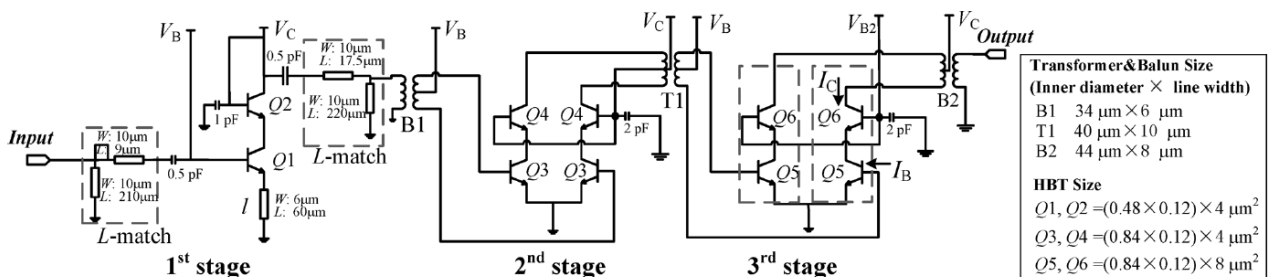 Input
W: 10μm
L: 9μm
W: 10μm
L: 210μm
L-match
0.5 pF
V_B
1 pF
V_C
Q2
Q1
l
W: 6μm
L: 60μm
1st stage
0.5 pF
W: 10μm
L: 17.5μm
W: 10μm
L: 220μm
L-match
B1
V_B
Q4
Q4
Q3
Q3
2nd stage
2 pF
V_C
V_B
T1
V_B2
I_C
Q6
Q6
Q5
Q5
I_B
2 pF
3rd stage
V_C
B2
Output
Transformer&Balun Size
(Inner diameter × line width)
B1 34 μm×6 μm
T1 40 μm×10 μm
B2 44 μm×8 μm
HBT Size
Q1, Q2 =(0.48×0.12)×4 μm²
Q3, Q4 =(0.84×0.12)×4 μm²
Q5, Q6 =(0.84×0.12)×8 μm²